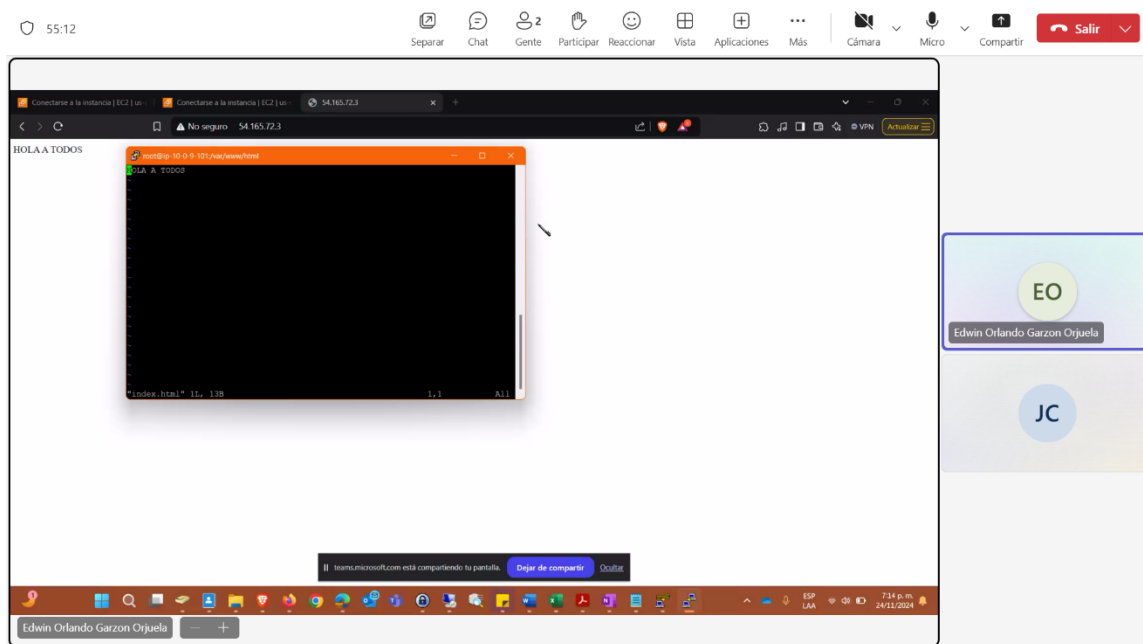 55:12
Separar Chat Gente 2 Participar Reaccionar Vista Aplicaciones Más Cámara Micro Compartir Salir
Conectarse a la instancia | EC2 | us- Conectarse a la instancia | EC2 | us- 54.165.72.3
No seguro 54.165.72.3 VPN Actualizar
HOLA A TODOS
root@ip-10-0-9-101:/var/www/html
HOLA A TODOS
~
"index.html" 1L, 13B 1,1 All
EO
Edwin Orlando Garzon Orjuela
JC
teams.microsoft.com está compartiendo tu pantalla. Dejar de compartir Ocultar
ESP
LAA
7:14 p. m.
24/11/2024
Edwin Orlando Garzon Orjuela